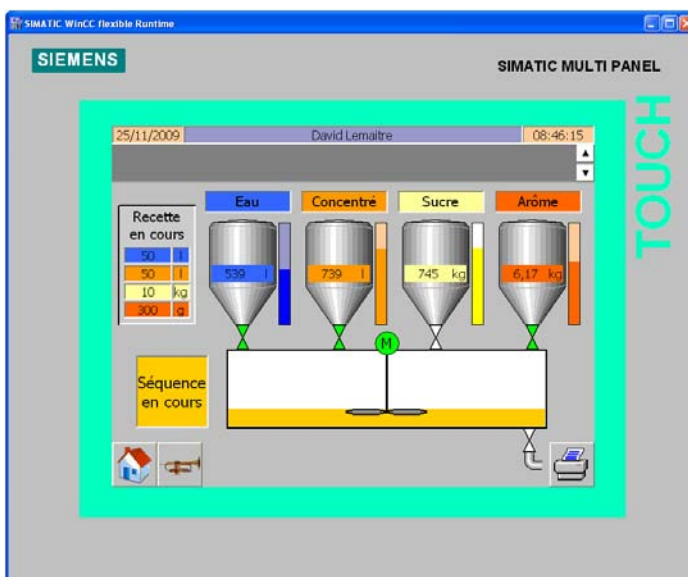 SIMATIC WinCC flexible Runtime
SIEMENS
SIMATIC MULTI PANEL
TOUCH
25/11/2009 David Lemaitre 08:46:15
Eau Concentré Sucre Arôme
Recette
en cours
50 l
50 l
10 kg
300 g
539 l 739 l 745 kg 6,17 kg
M
Séquence
en cours